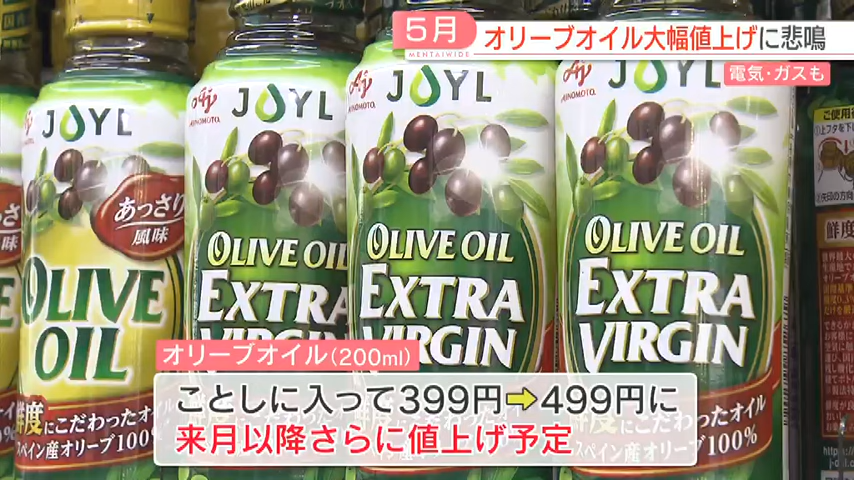 5月
MENTAIWIDE
オリーブオイル大幅値上げに悲鳴
電気・ガスも
JOYL
AJINOMOTO
JOYL
AJINOMOTO
JOYL
AJINOMOTO
JOYL
あっさり
風味
OLIVE
OIL
鮮度にこだわったオイル
スペイン産オリーブ100%
OLIVE OIL
EXTRA
VIRGIN
OLIVE OIL
EXTRA
VIRGIN
OLIVE OIL
EXTRA
VIRGIN
鮮度にこだわったオイル
スペイン産オリーブ100%
オリーブオイル(200ml)
ことしに入って399円➡499円に
来月以降さらに値上げ予定